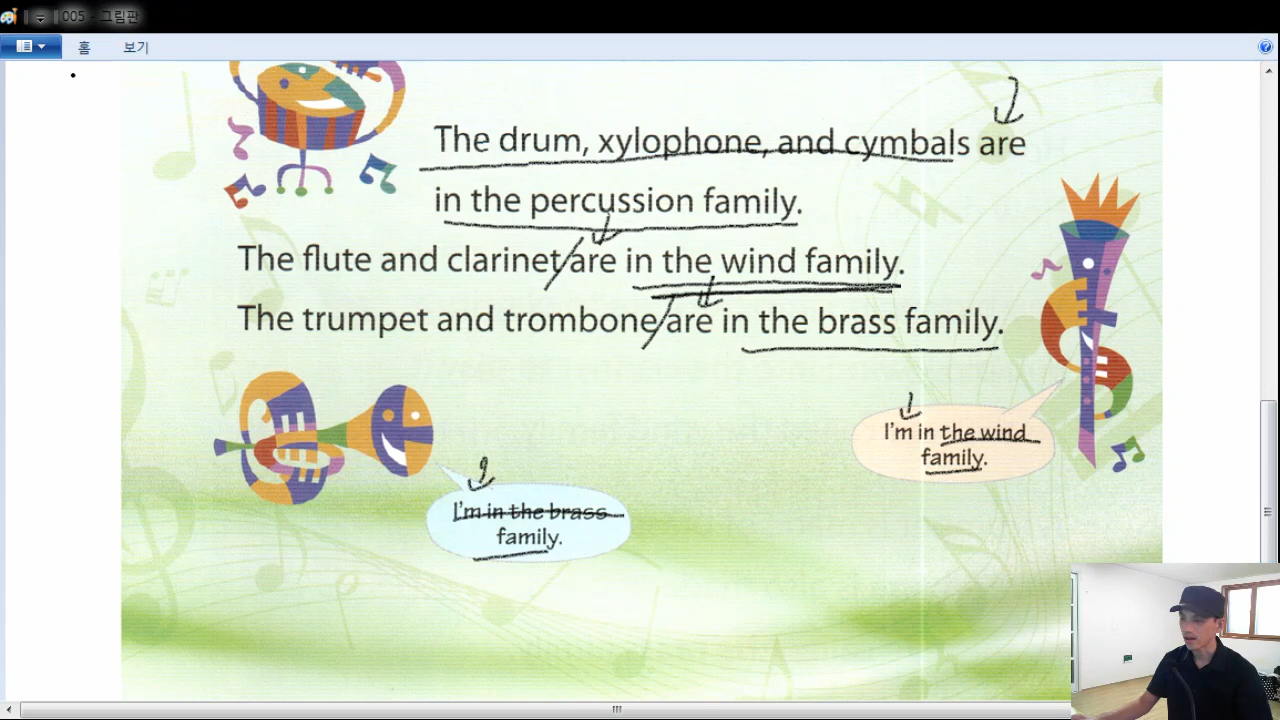 005 - 그림판
홈 보기
The drum, xylophone, and cymbals are
in the percussion family.
The flute and clarinet are in the wind family.
The trumpet and trombone are in the brass family.
I'm in the wind
family.
I'm in the brass
family.